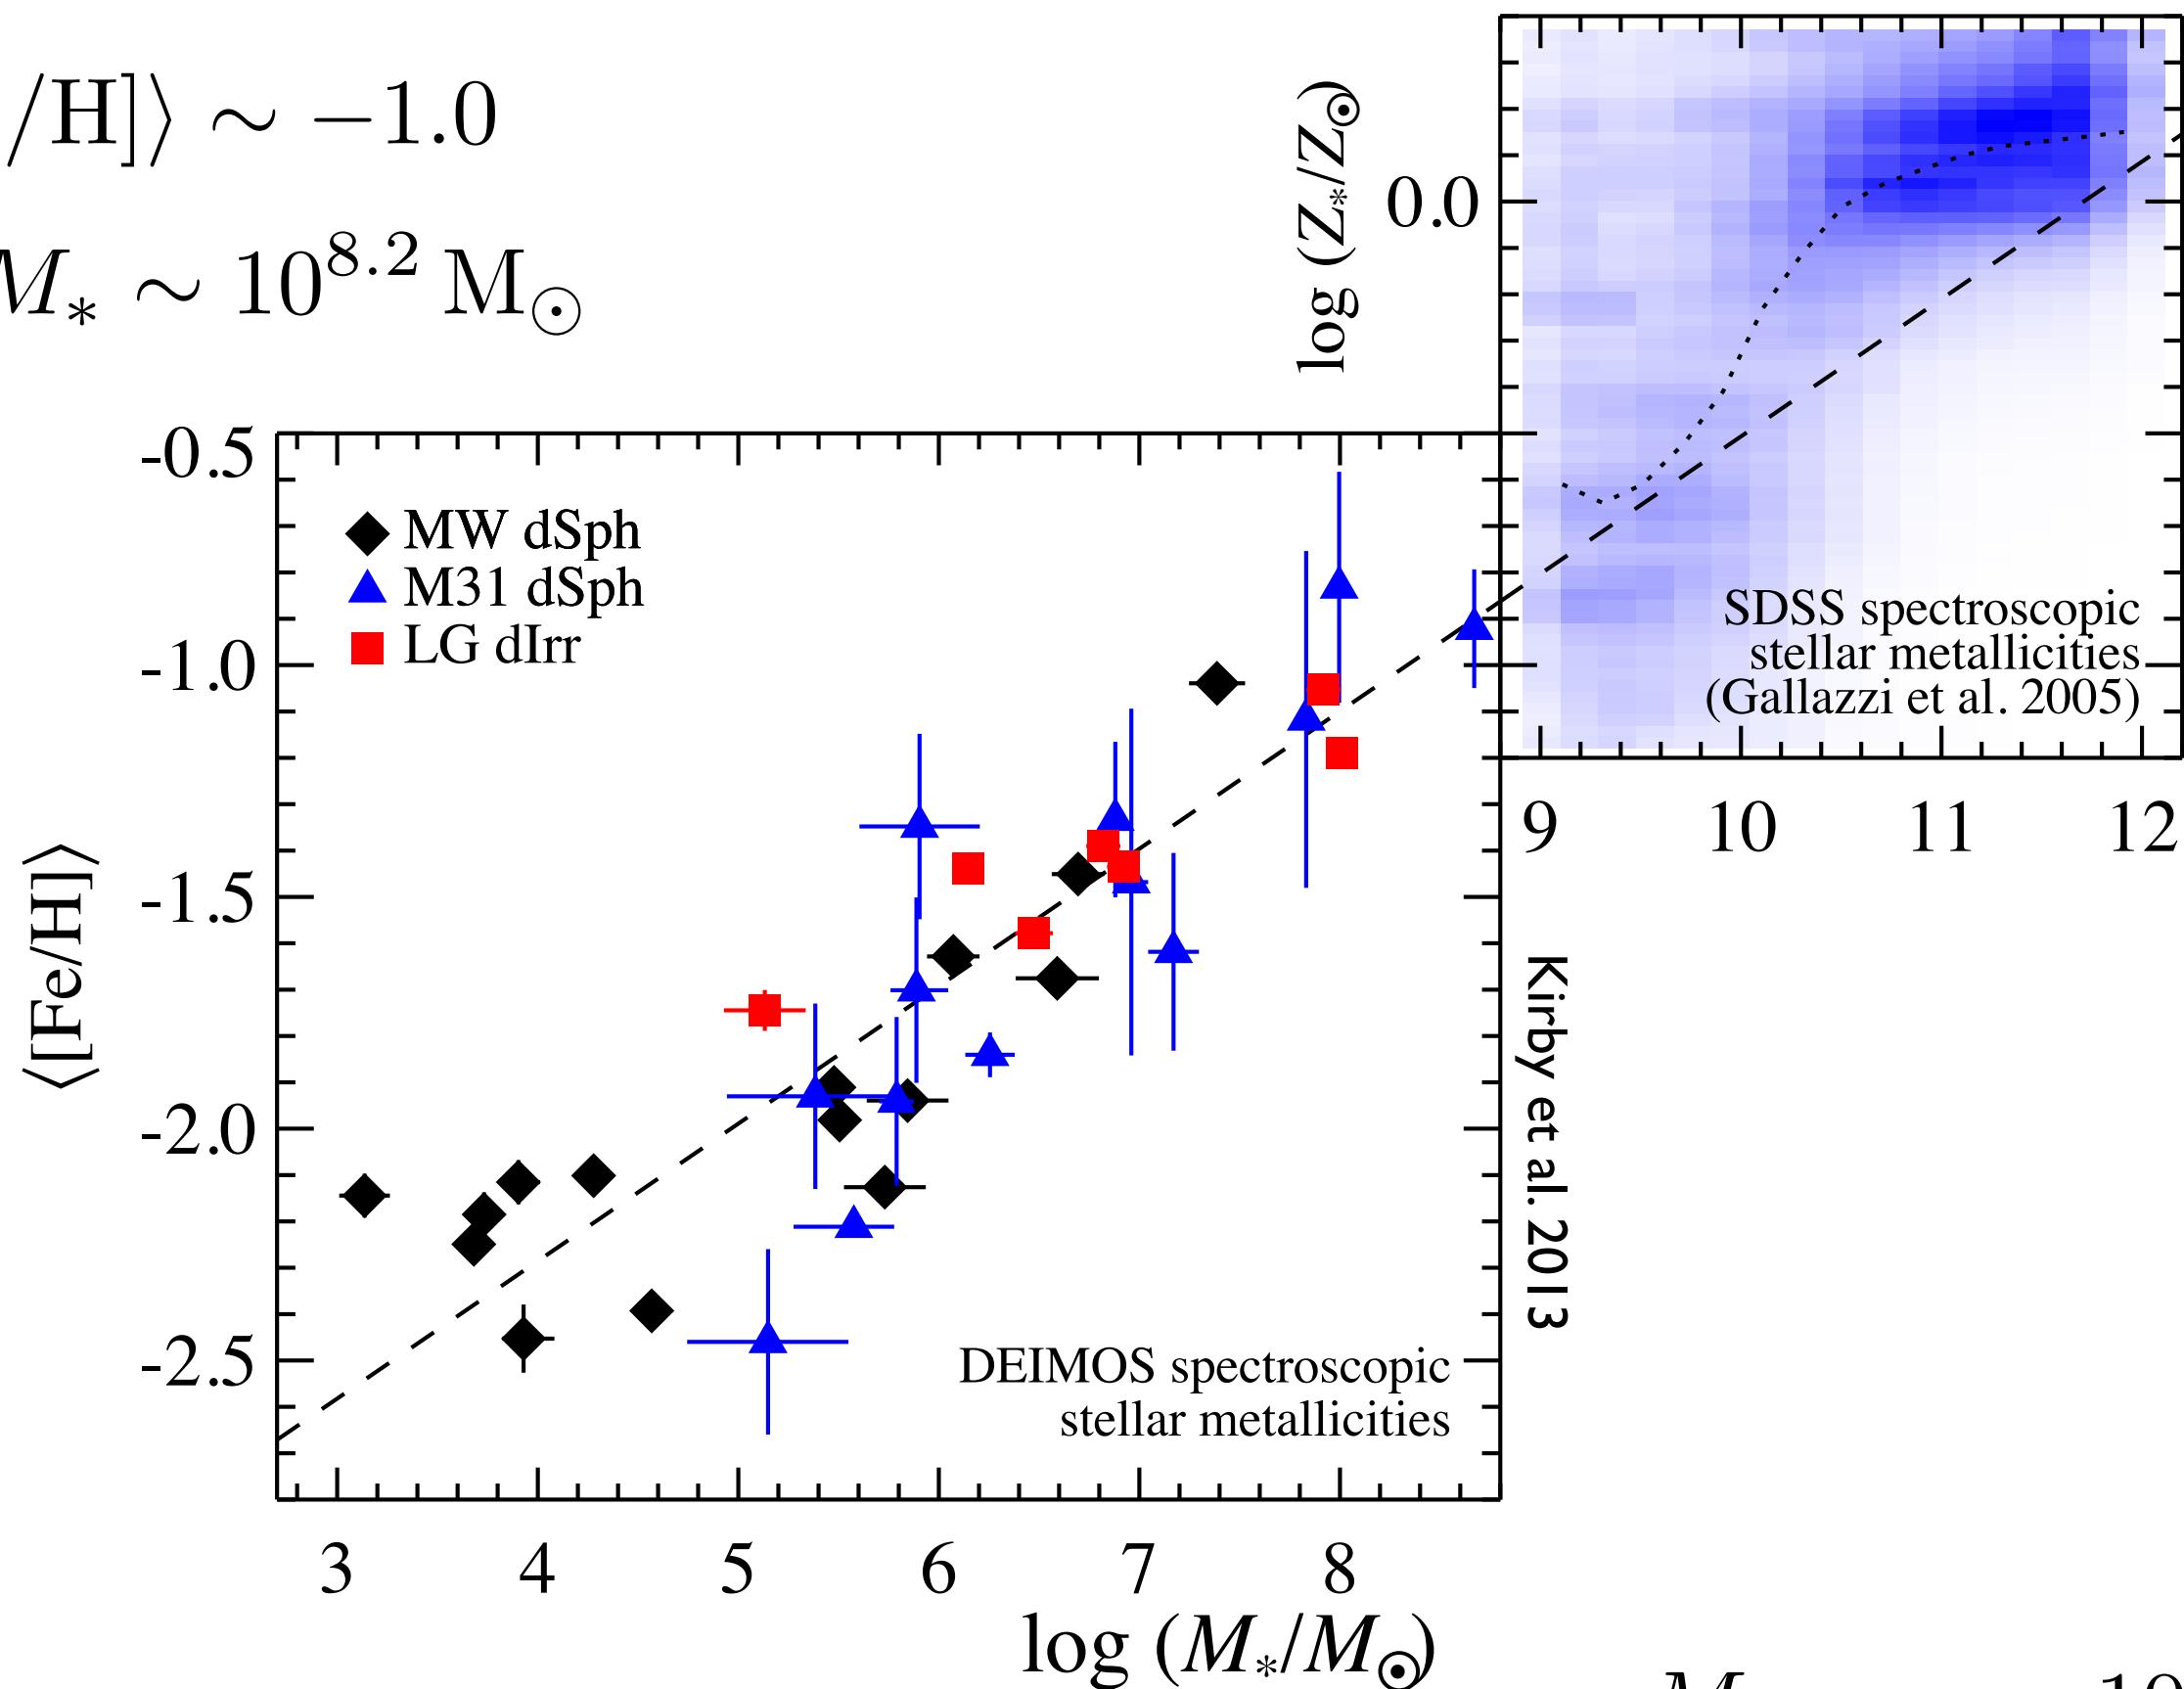 /H]⟩ ∼ −1.0
M* ∼ 10^8.2 M⊙
log (Z*/Z⊙)
0.0
-0.5
-1.0
-1.5
-2.0
-2.5
⟨[Fe/H]⟩
MW dSph
M31 dSph
LG dIrr
SDSS spectroscopic
stellar metallicities
(Gallazzi et al. 2005)
9 10 11 12
Kirby et al. 2013
DEIMOS spectroscopic
stellar metallicities
3 4 5 6 7 8
log (M*/M⊙)